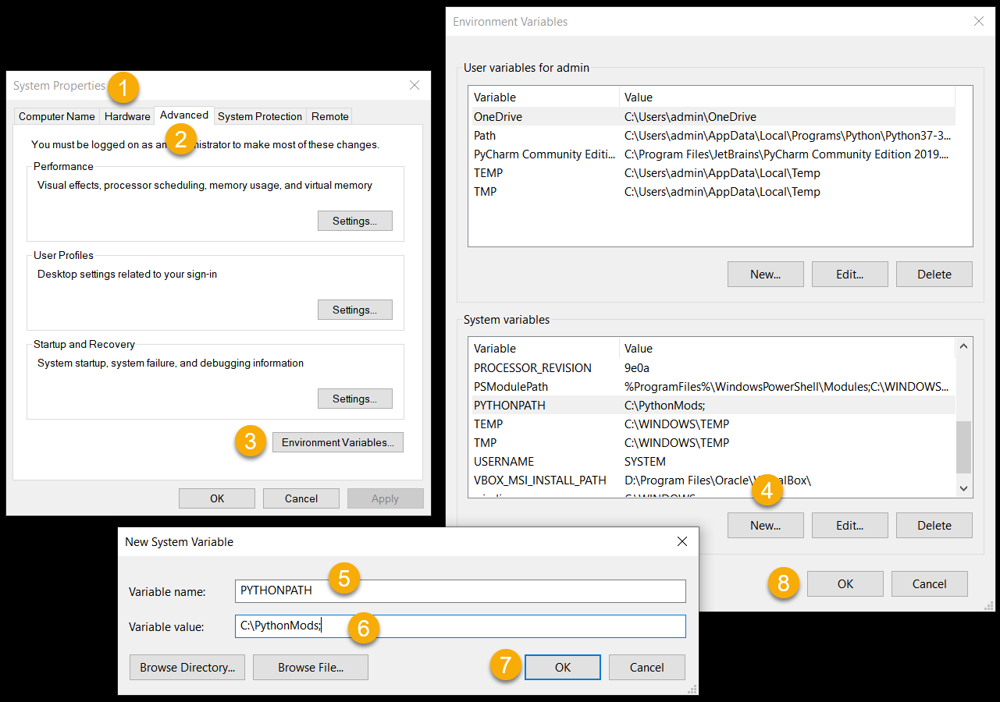 System Properties
1
Computer Name Hardware Advanced System Protection Remote
2
You must be logged on as an istrator to make most of these changes.
Performance
Visual effects, processor scheduling, memory usage, and virtual memory
Settings...
User Profiles
Desktop settings related to your sign-in
Settings...
Startup and Recovery
System startup, system failure, and debugging information
Settings...
3
Environment Variables...
OK Cancel Apply
Environment Variables
User variables for admin
Variable Value
OneDrive C:\Users\admin\OneDrive
Path C:\Users\admin\AppData\Local\Programs\Python\Python37-3...
PyCharm Community Editi... C:\Program Files\JetBrains\PyCharm Community Edition 2019....
TEMP C:\Users\admin\AppData\Local\Temp
TMP C:\Users\admin\AppData\Local\Temp
New... Edit... Delete
System variables
Variable Value
PROCESSOR_REVISION 9e0a
PSModulePath %ProgramFiles%\WindowsPowerShell\Modules;C:\WINDOWS...
PYTHONPATH C:\PythonMods;
TEMP C:\WINDOWS\TEMP
TMP C:\WINDOWS\TEMP
USERNAME SYSTEM
VBOX_MSI_INSTALL_PATH D:\Program Files\Oracle\V alBox\
4
New... Edit... Delete
8
OK Cancel
New System Variable
5
Variable name: PYTHONPATH
Variable value: C:\PythonMods;
6
Browse Directory... Browse File...
7
OK Cancel